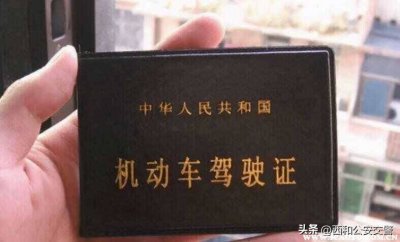 中华人民共和国
机动车驾驶证
头条 @西和公安交警